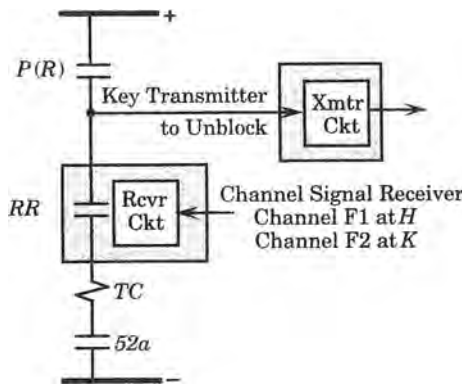 +
P(R)
Key Transmitter
to Unblock
Xmtr
Ckt
RR
Rcvr
Ckt
Channel Signal Receiver
Channel F1 at H
Channel F2 at K
TC
52a
−